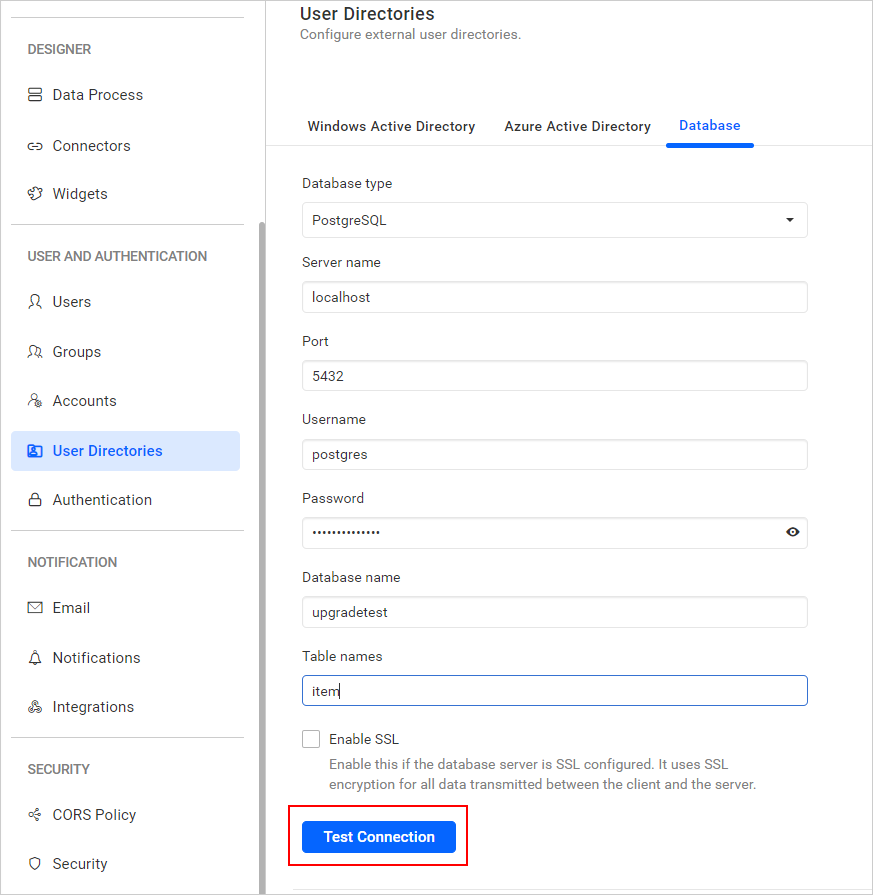 DESIGNER
Data Process
Connectors
Widgets
USER AND AUTHENTICATION
Users
Groups
Accounts
User Directories
Authentication
NOTIFICATION
Email
Notifications
Integrations
SECURITY
CORS Policy
Security
User Directories
Configure external user directories.
Windows Active Directory Azure Active Directory Database
Database type
PostgreSQL
Server name
localhost
Port
5432
Username
postgres
Password
••••••••••••••
Database name
upgradetest
Table names
item
Enable SSL
Enable this if the database server is SSL configured. It uses SSL
encryption for all data transmitted between the client and the server.
Test Connection